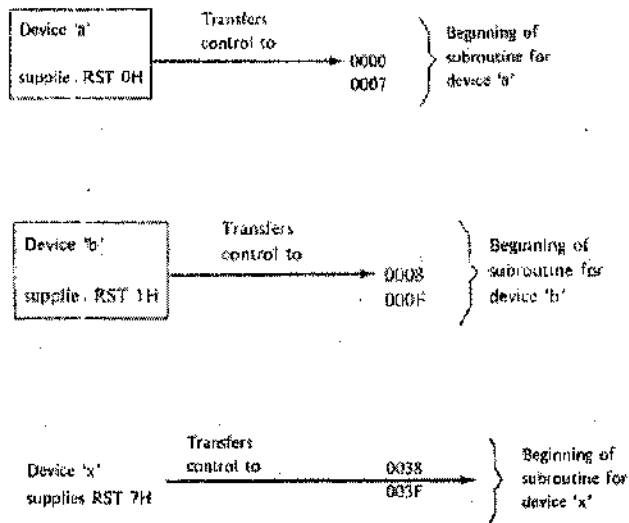 Device 'a'
supplie. RST 0H
Transfers
control to
0000
0007
Beginning of
subroutine for
device 'a'
Device 'b'
supplie. RST 1H
Transfers
control to
0008
000F
Beginning of
subroutine for
device 'b'
Device 'x'
supplies RST 7H
Transfers
control to
0038
003F
Beginning of
subroutine for
device 'x'